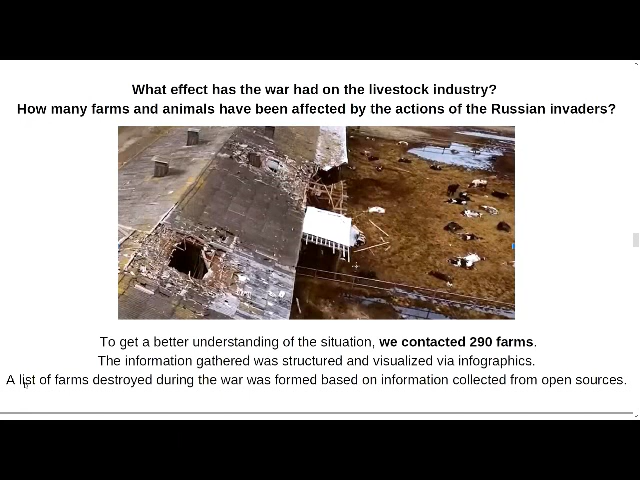 What effect has the war had on the livestock industry?
How many farms and animals have been affected by the actions of the Russian invaders?
To get a better understanding of the situation, we contacted 290 farms.
The information gathered was structured and visualized via infographics.
A list of farms destroyed during the war was formed based on information collected from open sources.